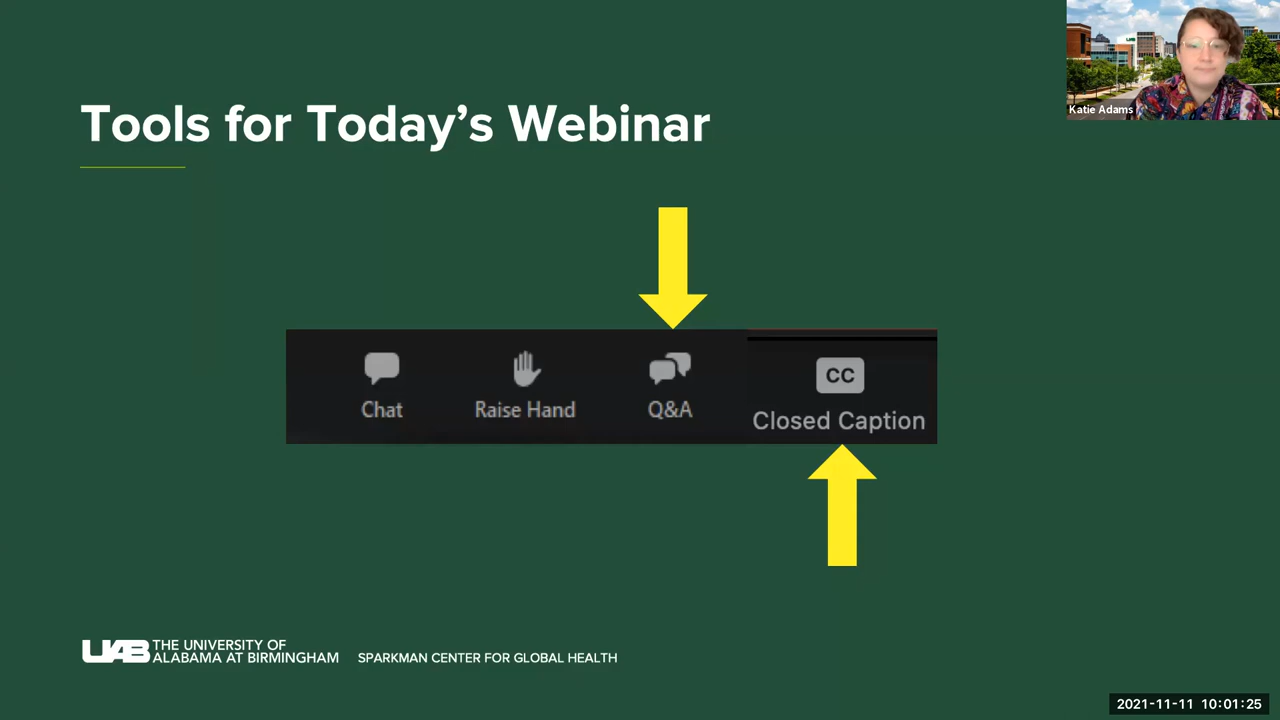 Katie Adams
Tools for Today's Webinar
Chat
Raise Hand
Q&A
CC
Closed Caption
UAB THE UNIVERSITY OF
ALABAMA AT BIRMINGHAM SPARKMAN CENTER FOR GLOBAL HEALTH
2021-11-11 10:01:25